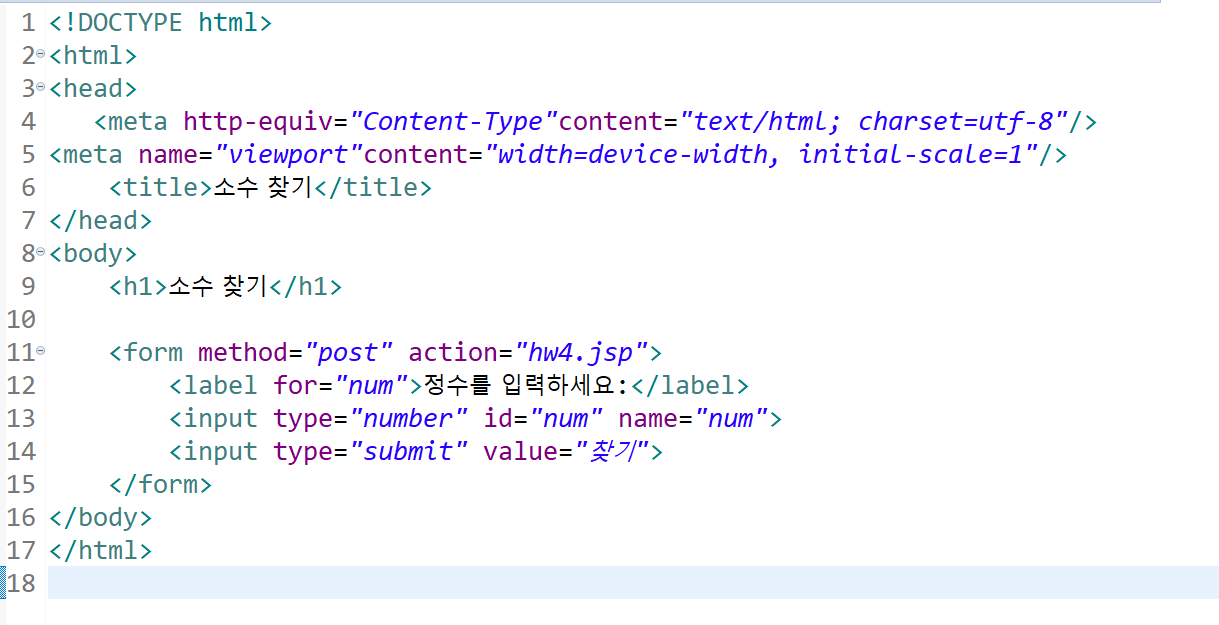 1 <!DOCTYPE html>
2 <html>
3 <head>
4    <meta http-equiv="Content-Type"content="text/html; charset=utf-8"/>
5 <meta name="viewport"content="width=device-width, initial-scale=1"/>
6     <title>소수 찾기</title>
7 </head>
8 <body>
9     <h1>소수 찾기</h1>
10
11     <form method="post" action="hw4.jsp">
12         <label for="num">정수를 입력하세요:</label>
13         <input type="number" id="num" name="num">
14         <input type="submit" value="찾기">
15     </form>
16 </body>
17 </html>
18